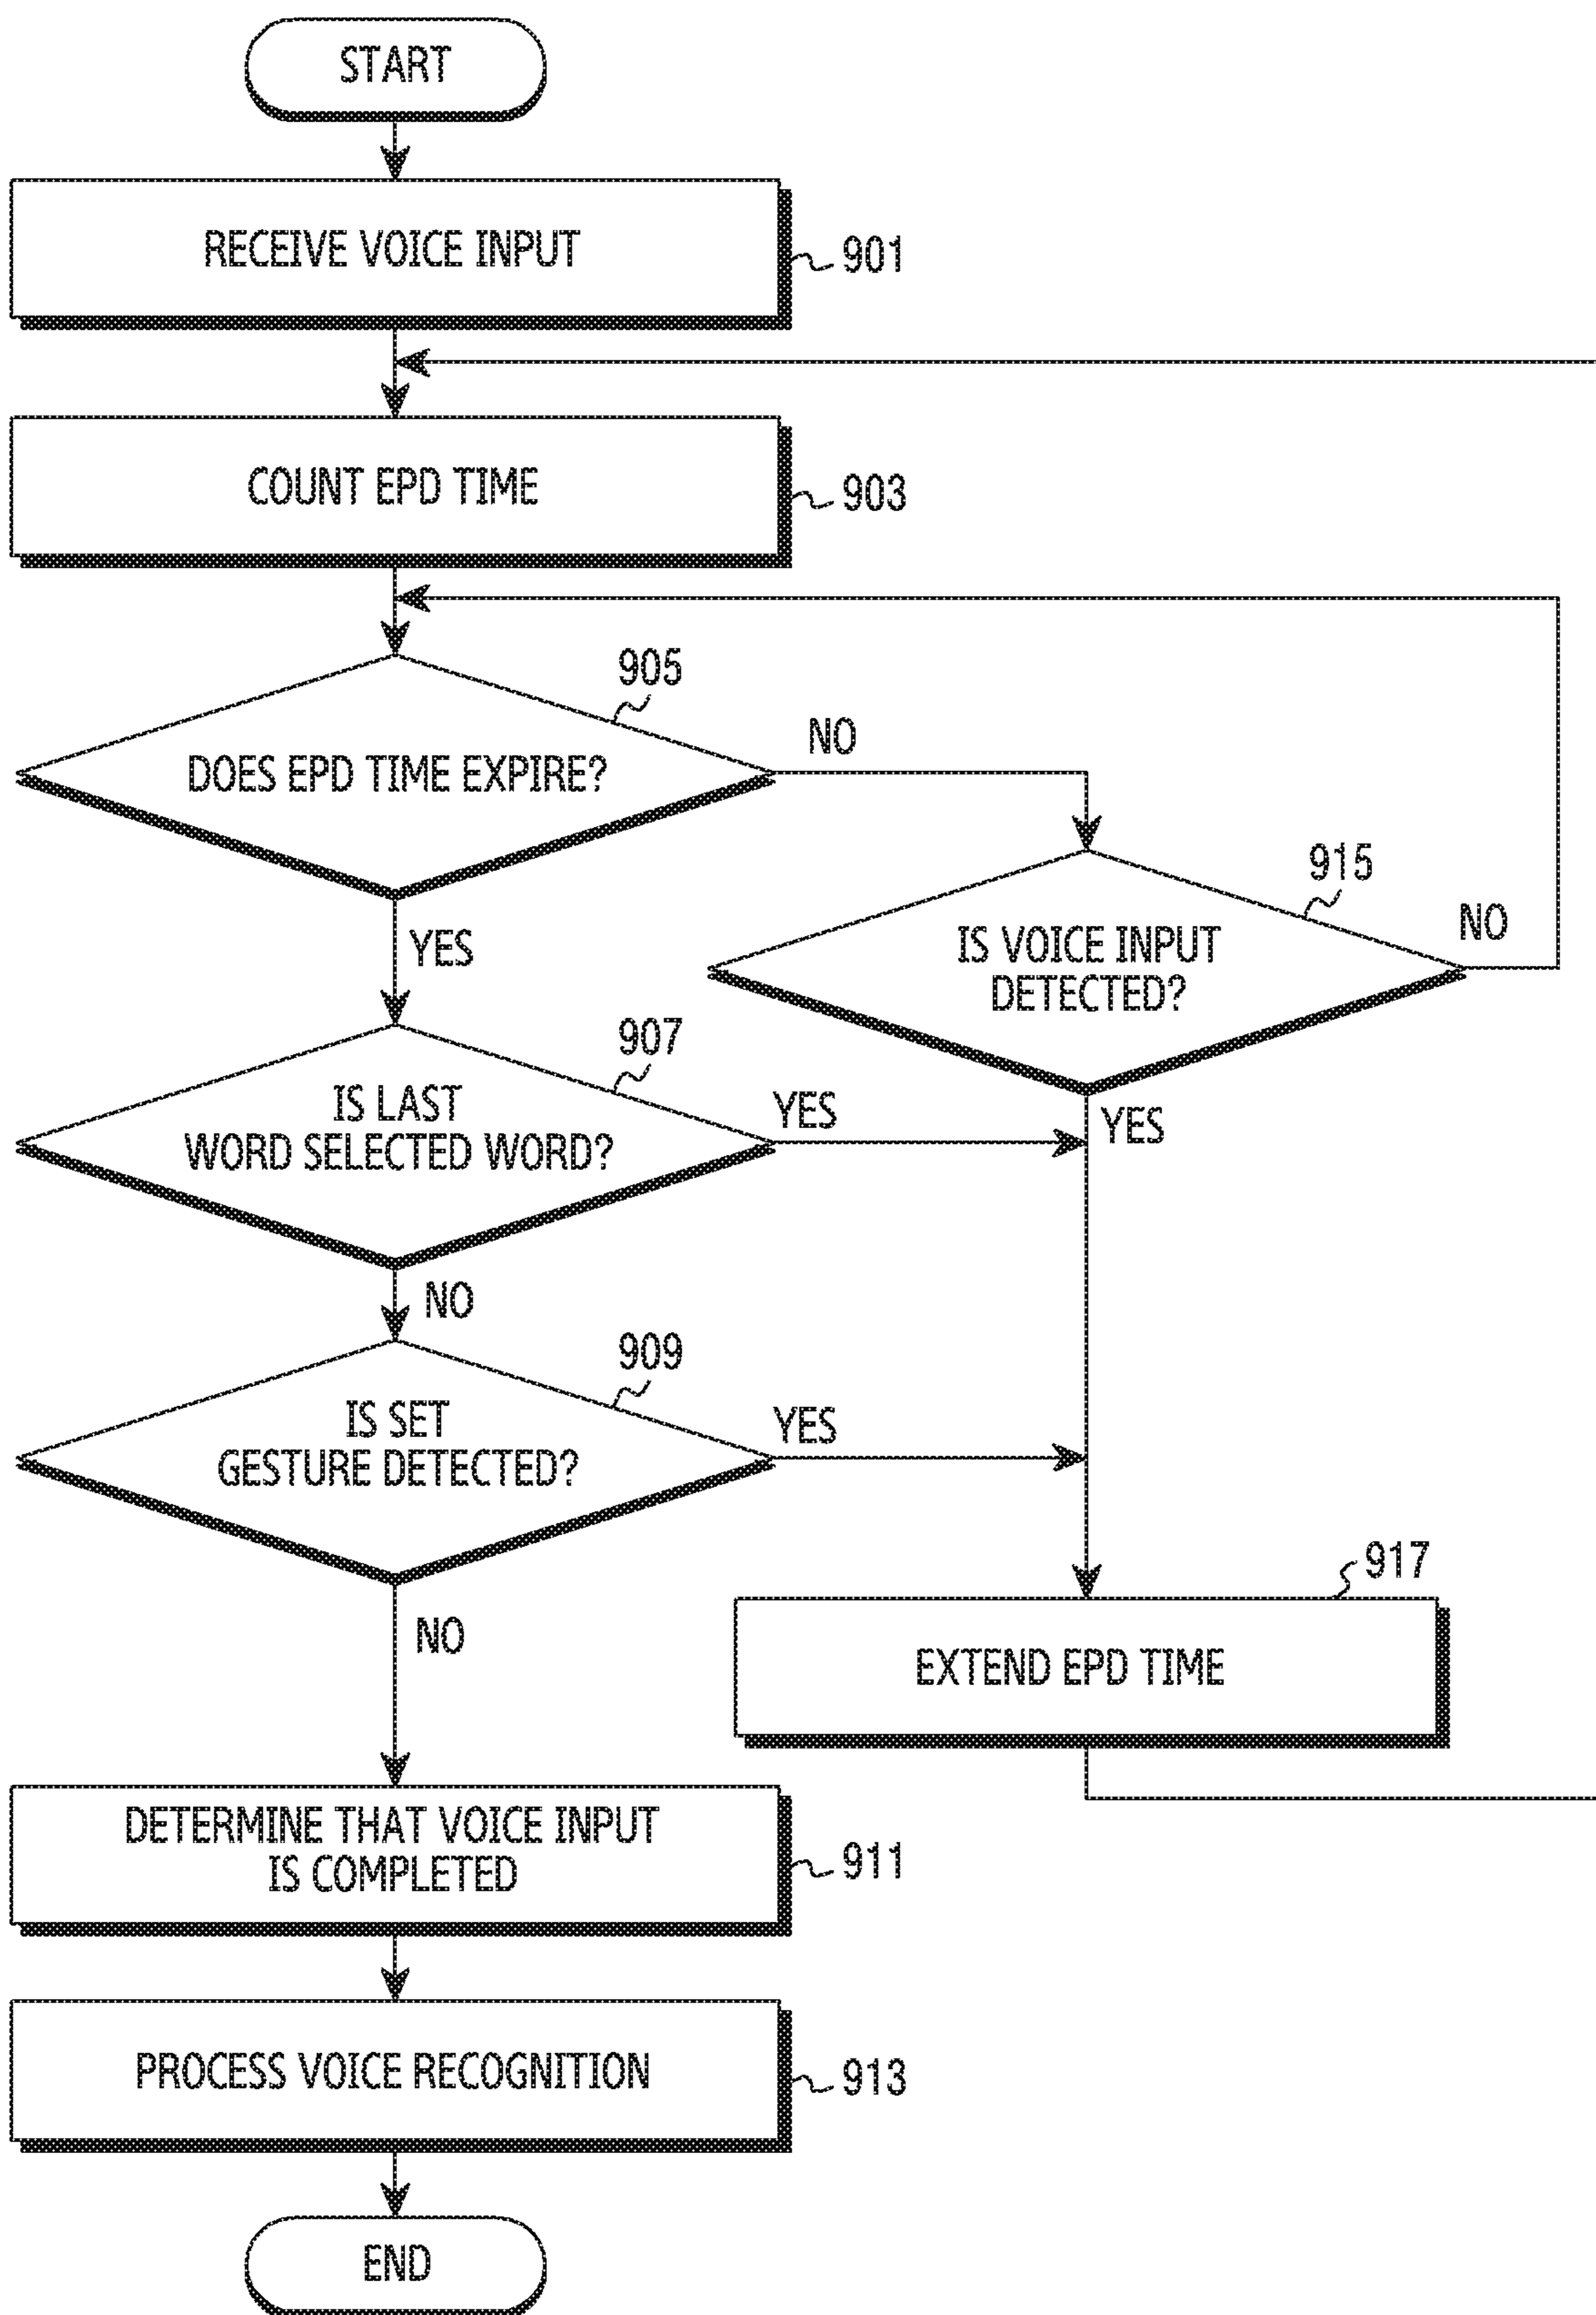 START
RECEIVE VOICE INPUT
901
COUNT EPD TIME
903
905
DOES EPD TIME EXPIRE?
NO
YES
915
IS VOICE INPUT
DETECTED?
NO
YES
907
IS LAST
WORD SELECTED WORD?
YES
NO
909
IS SET
GESTURE DETECTED?
YES
NO
917
EXTEND EPD TIME
DETERMINE THAT VOICE INPUT
IS COMPLETED
911
PROCESS VOICE RECOGNITION
913
END